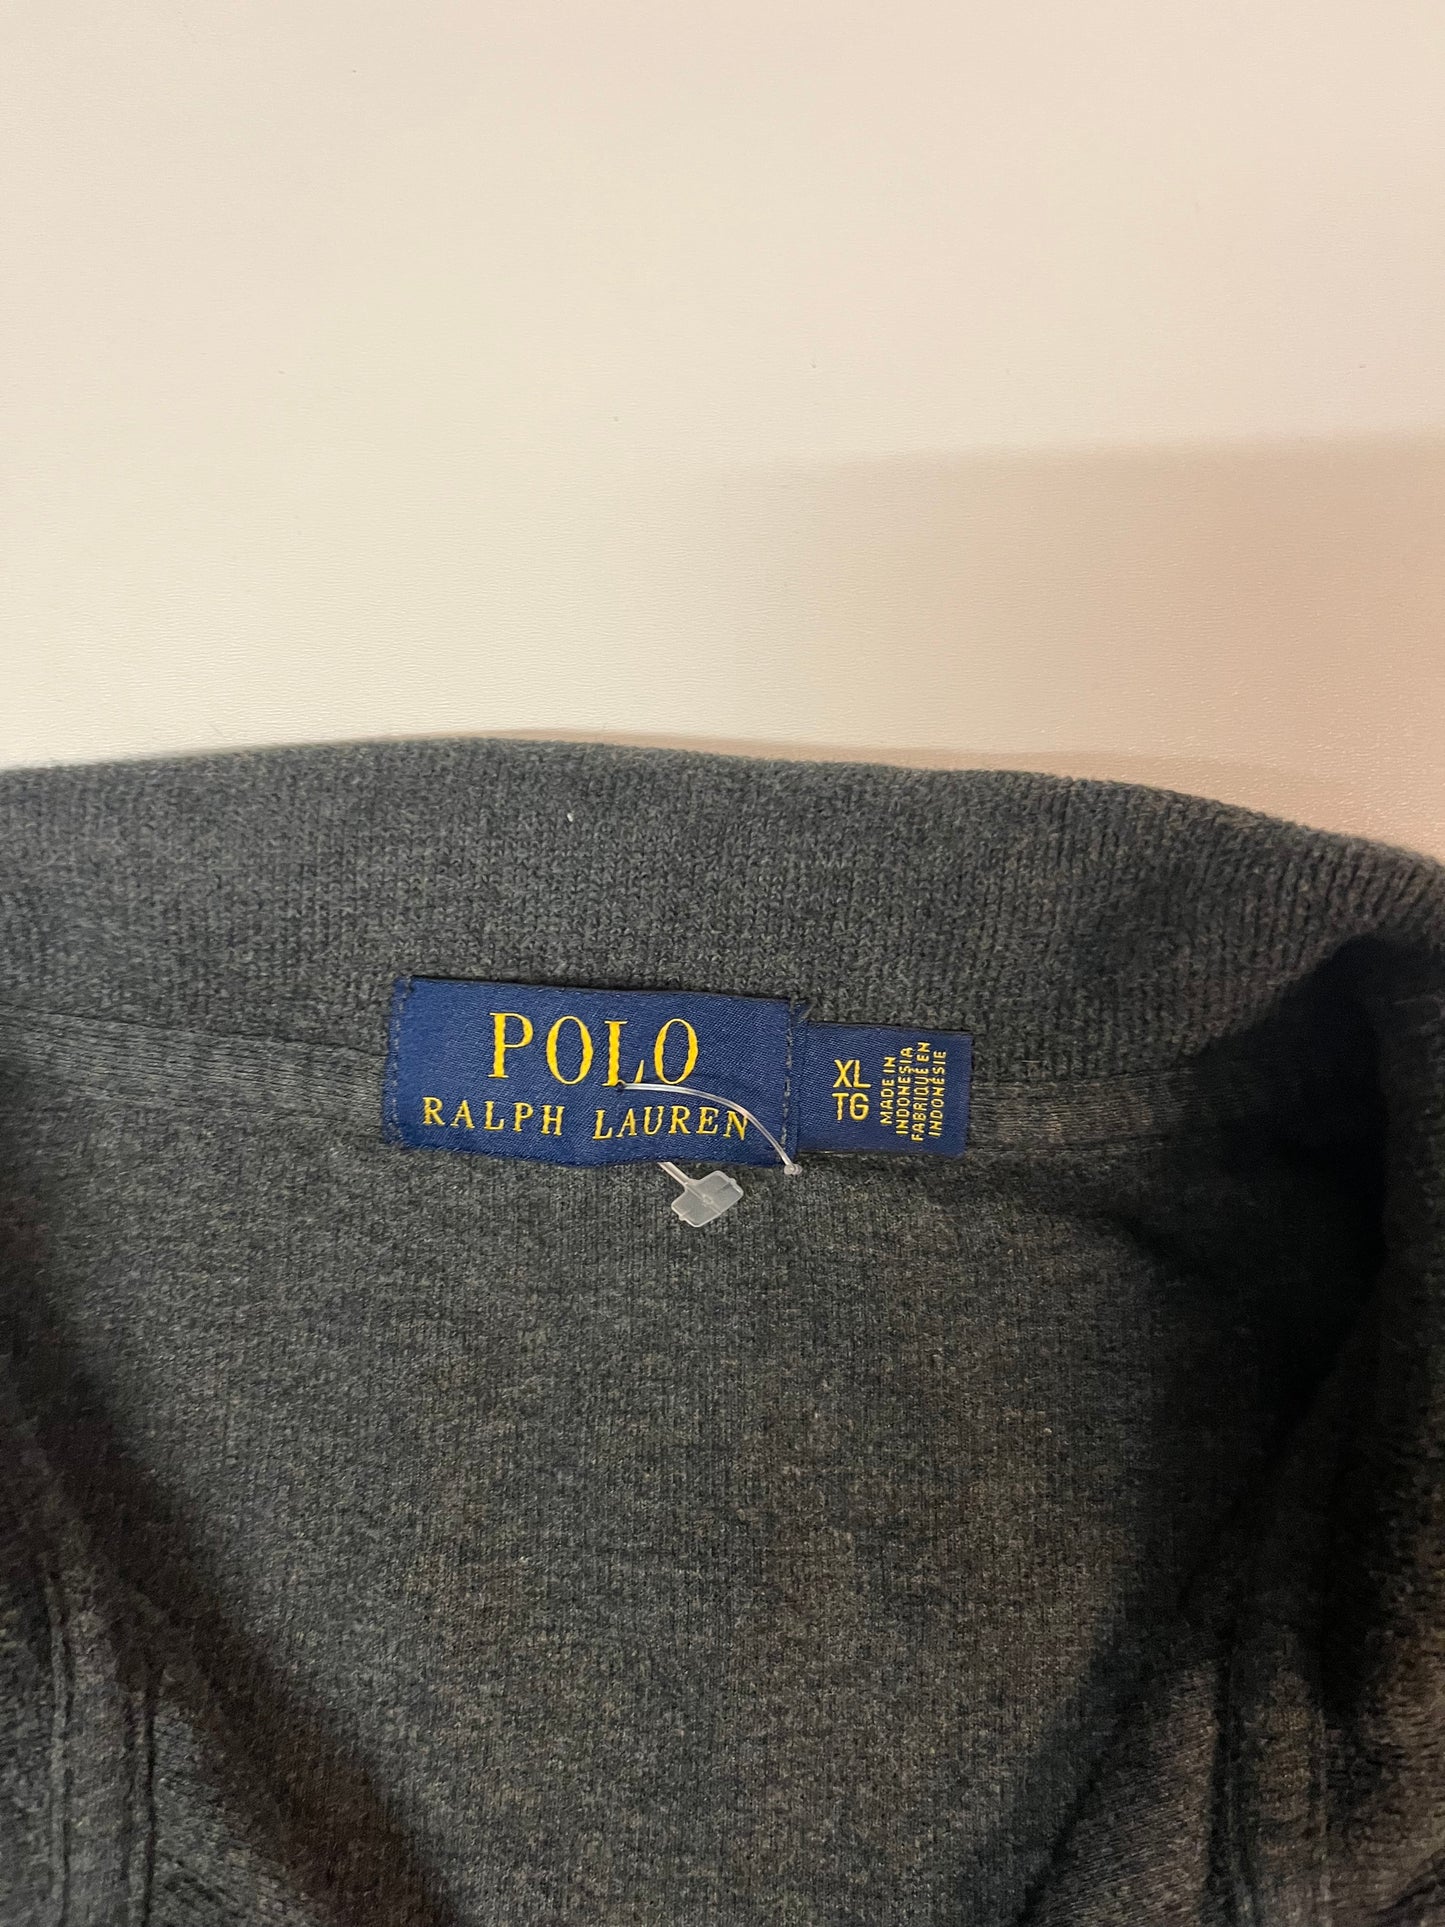 POLO
RALPH LAUREN
XL
TG
MADE IN
INDONESIA
FABRIQUÉ EN
INDONÉSIE